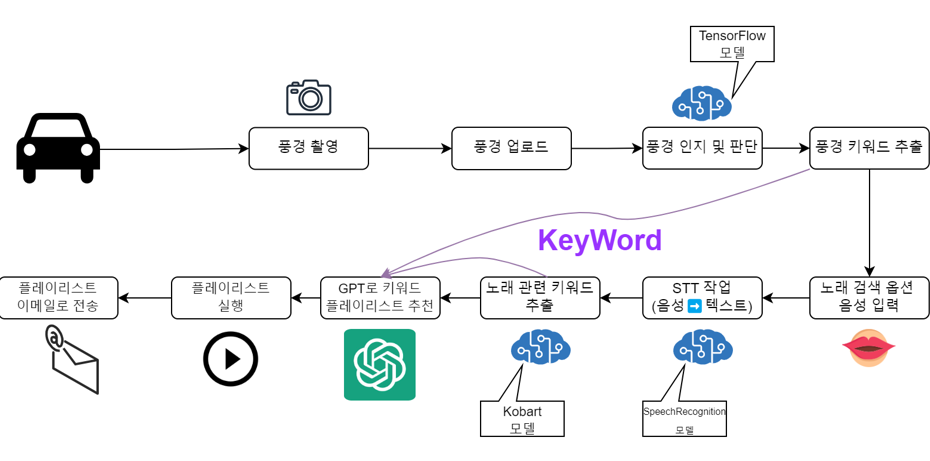 TensorFlow
모델
풍경 촬영
풍경 업로드
풍경 인지 및 판단
풍경 키워드 추출
KeyWord
플레이리스트
이메일로 전송
플레이리스트
실행
GPT로 키워드
플레이리스트 추천
노래 관련 키워드
추출
STT 작업
(음성➡️텍스트)
노래 검색 옵션
음성 입력
@
Kobart
모델
SpeechRecognition
모델